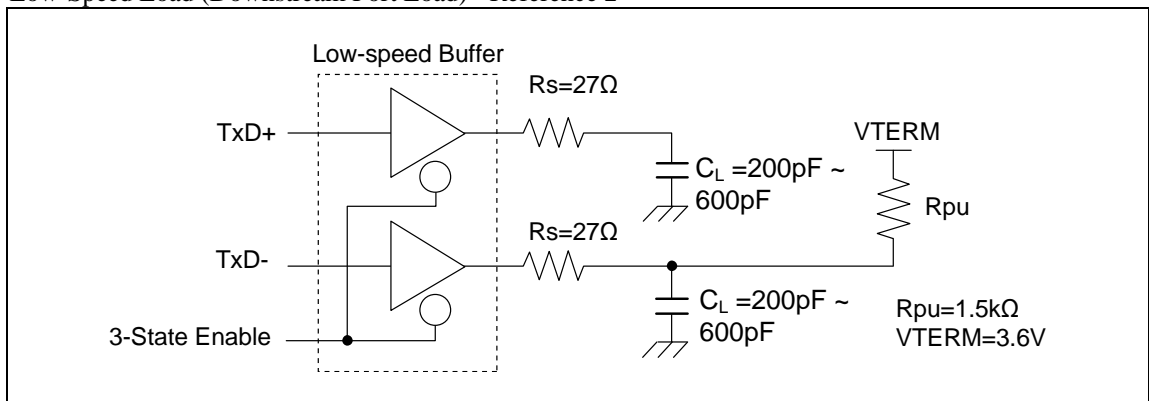 Low-Speed Load (Downstream Port Load) - Reference 2
Low-speed Buffer
Rs=27Ω
TxD+
VTERM
CL =200pF ~
600pF
Rpu
Rs=27Ω
TxD-
CL =200pF ~
600pF
Rpu=1.5kΩ
VTERM=3.6V
3-State Enable